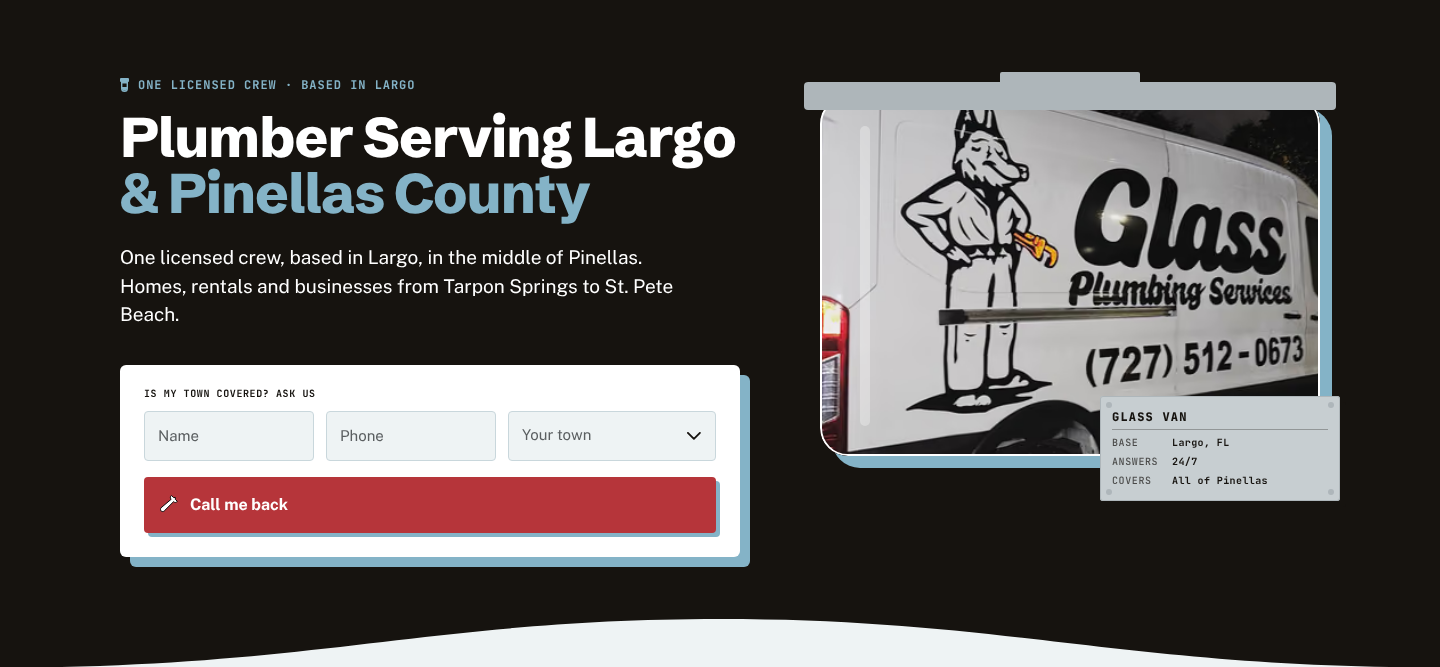 ONE LICENSED CREW · BASED IN LARGO
Plumber Serving Largo
& Pinellas County
One licensed crew, based in Largo, in the middle of Pinellas.
Homes, rentals and businesses from Tarpon Springs to St. Pete
Beach.
IS MY TOWN COVERED? ASK US
Name
Phone
Your town
Call me back
Glass
Plumbing Services
(727) 512-0673
GLASS VAN
BASE Largo, FL
ANSWERS 24/7
COVERS All of Pinellas